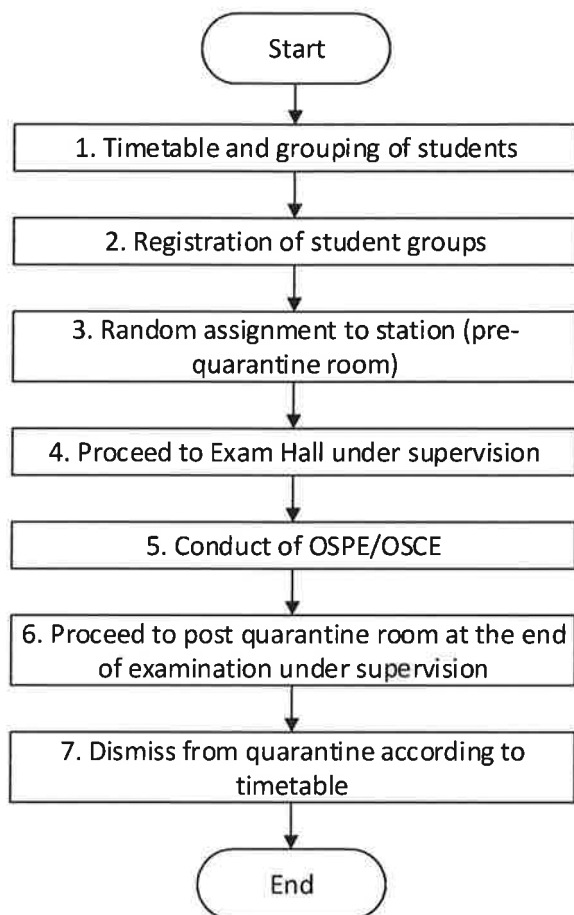 Start
1. Timetable and grouping of students
2. Registration of student groups
3. Random assignment to station (pre-
quarantine room)
4. Proceed to Exam Hall under supervision
5. Conduct of OSPE/OSCE
6. Proceed to post quarantine room at the end
of examination under supervision
7. Dismiss from quarantine according to
timetable
End